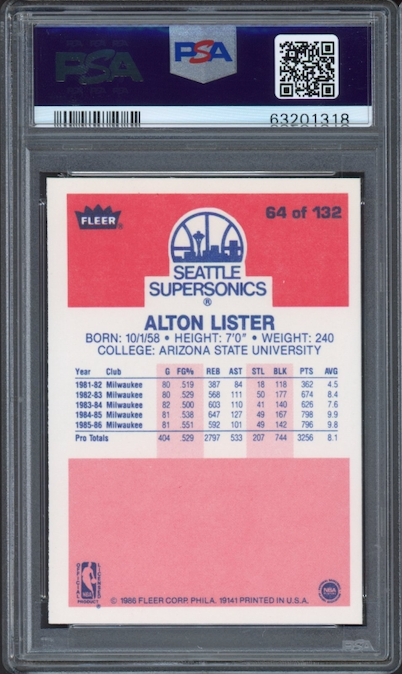 PSA
PSA
63201318
FLEER®
64 of 132
SEATTLE
SUPERSONICS
®
ALTON LISTER
BORN: 10/1/58 • HEIGHT: 7'0" • WEIGHT: 240
COLLEGE: ARIZONA STATE UNIVERSITY
Year Club G FG% REB AST STL BLK PTS AVG
1981-82 Milwaukee 80 .519 387 84 18 118 362 4.5
1982-83 Milwaukee 80 .529 568 111 50 177 674 8.4
1983-84 Milwaukee 82 .500 603 110 41 140 626 7.6
1984-85 Milwaukee 81 .538 647 127 49 167 798 9.9
1985-86 Milwaukee 81 .551 592 101 49 142 796 9.8
Pro Totals 404 .529 2797 533 207 744 3256 8.1
OFFICIAL
PRODUCT
NBA
© 1986 FLEER CORP. PHILA. 19141 PRINTED IN U.S.A.